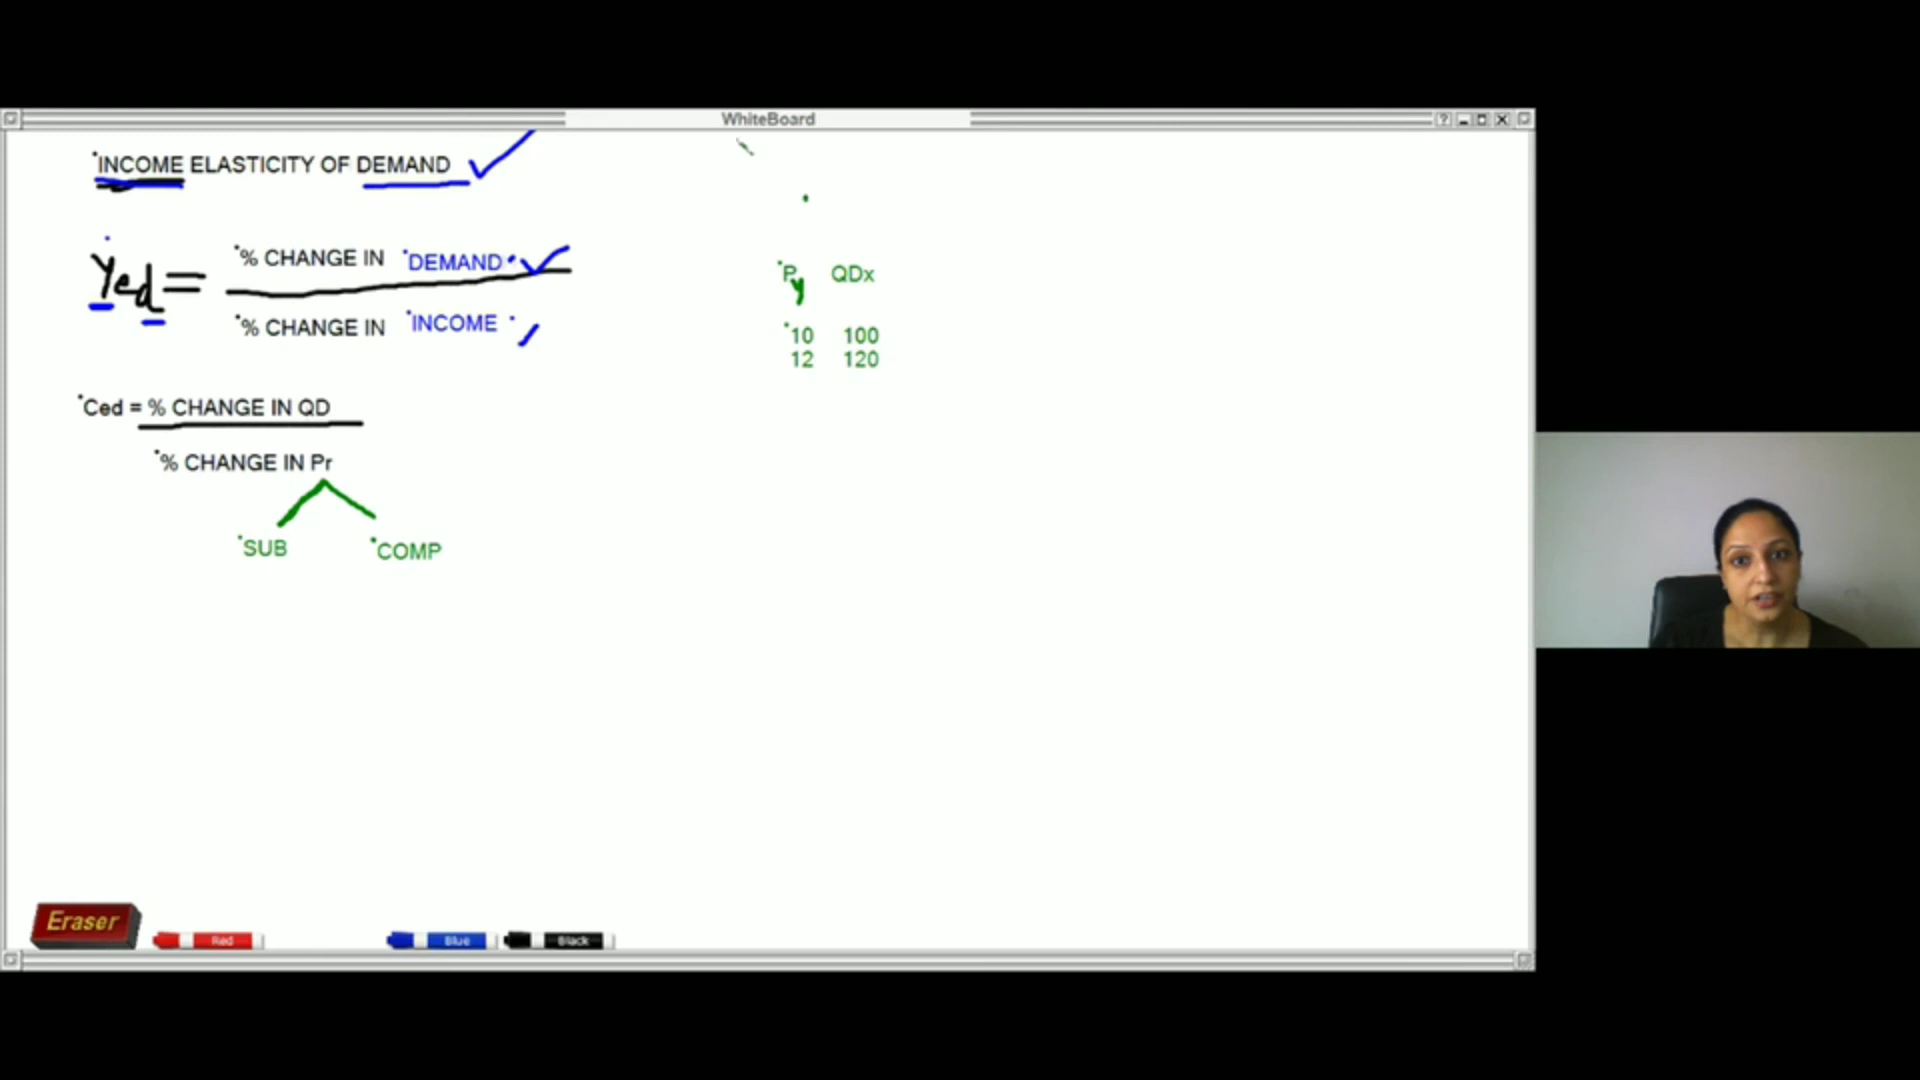 WhiteBoard
INCOME ELASTICITY OF DEMAND
Yed =
% CHANGE IN DEMAND
% CHANGE IN INCOME
Ced = % CHANGE IN QD
% CHANGE IN Pr
SUB COMP
Py QDx
10 100
12 120
Eraser
Red Blue Black